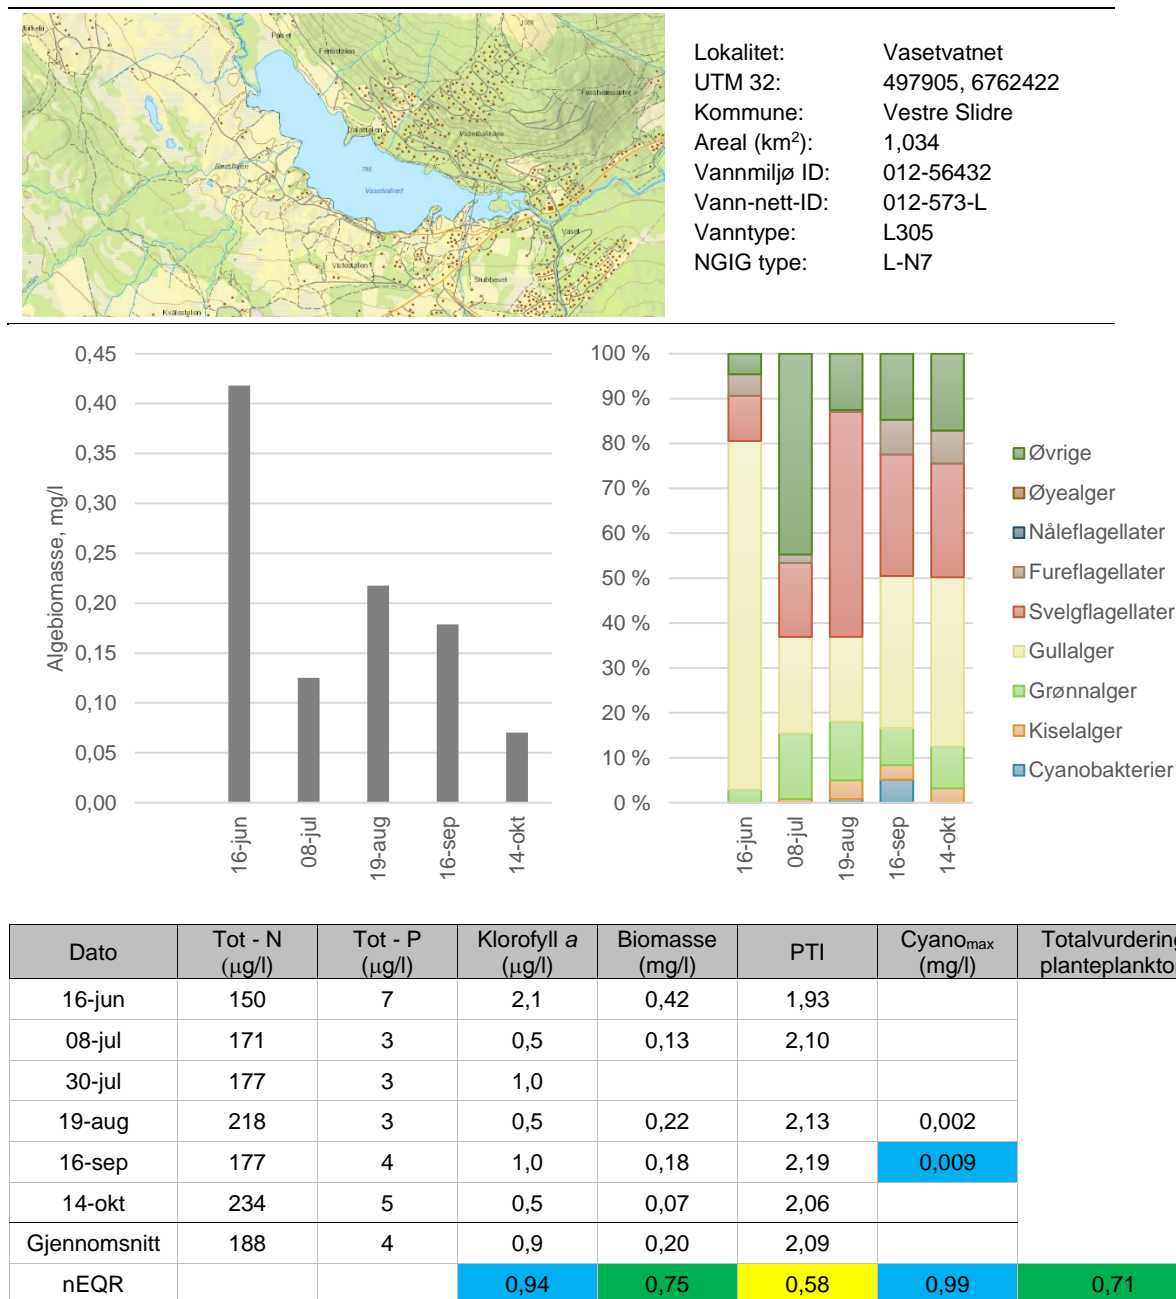 Lokalitet: Vasetvatnet
UTM 32: 497905, 6762422
Kommune: Vestre Slidre
Areal (km²): 1,034
Vannmiljø ID: 012-56432
Vann-nett-ID: 012-573-L
Vanntype: L305
NGIG type: L-N7
Vasetvatnet
Kvålestølen
Vaset
Algebiomasse, mg/l
0,45
0,40
0,35
0,30
0,25
0,20
0,15
0,10
0,05
0,00
16-jun
08-jul
19-aug
16-sep
14-okt
100 %
90 %
80 %
70 %
60 %
50 %
40 %
30 %
20 %
10 %
0 %
16-jun
08-jul
19-aug
16-sep
14-okt
Øvrige
Øyealger
Nåleflagellater
Fureflagellater
Svelgflagellater
Gullalger
Grønnalger
Kiselalger
Cyanobakterier
Dato Tot - N (µg/l) Tot - P (µg/l) Klorofyll a (µg/l) Biomasse (mg/l) PTI Cyanomax (mg/l) Totalvurdering planteplankto
16-jun 150 7 2,1 0,42 1,93
08-jul 171 3 0,5 0,13 2,10
30-jul 177 3 1,0
19-aug 218 3 0,5 0,22 2,13 0,002
16-sep 177 4 1,0 0,18 2,19 0,009
14-okt 234 5 0,5 0,07 2,06
Gjennomsnitt 188 4 0,9 0,20 2,09
nEQR 0,94 0,75 0,58 0,99 0,71